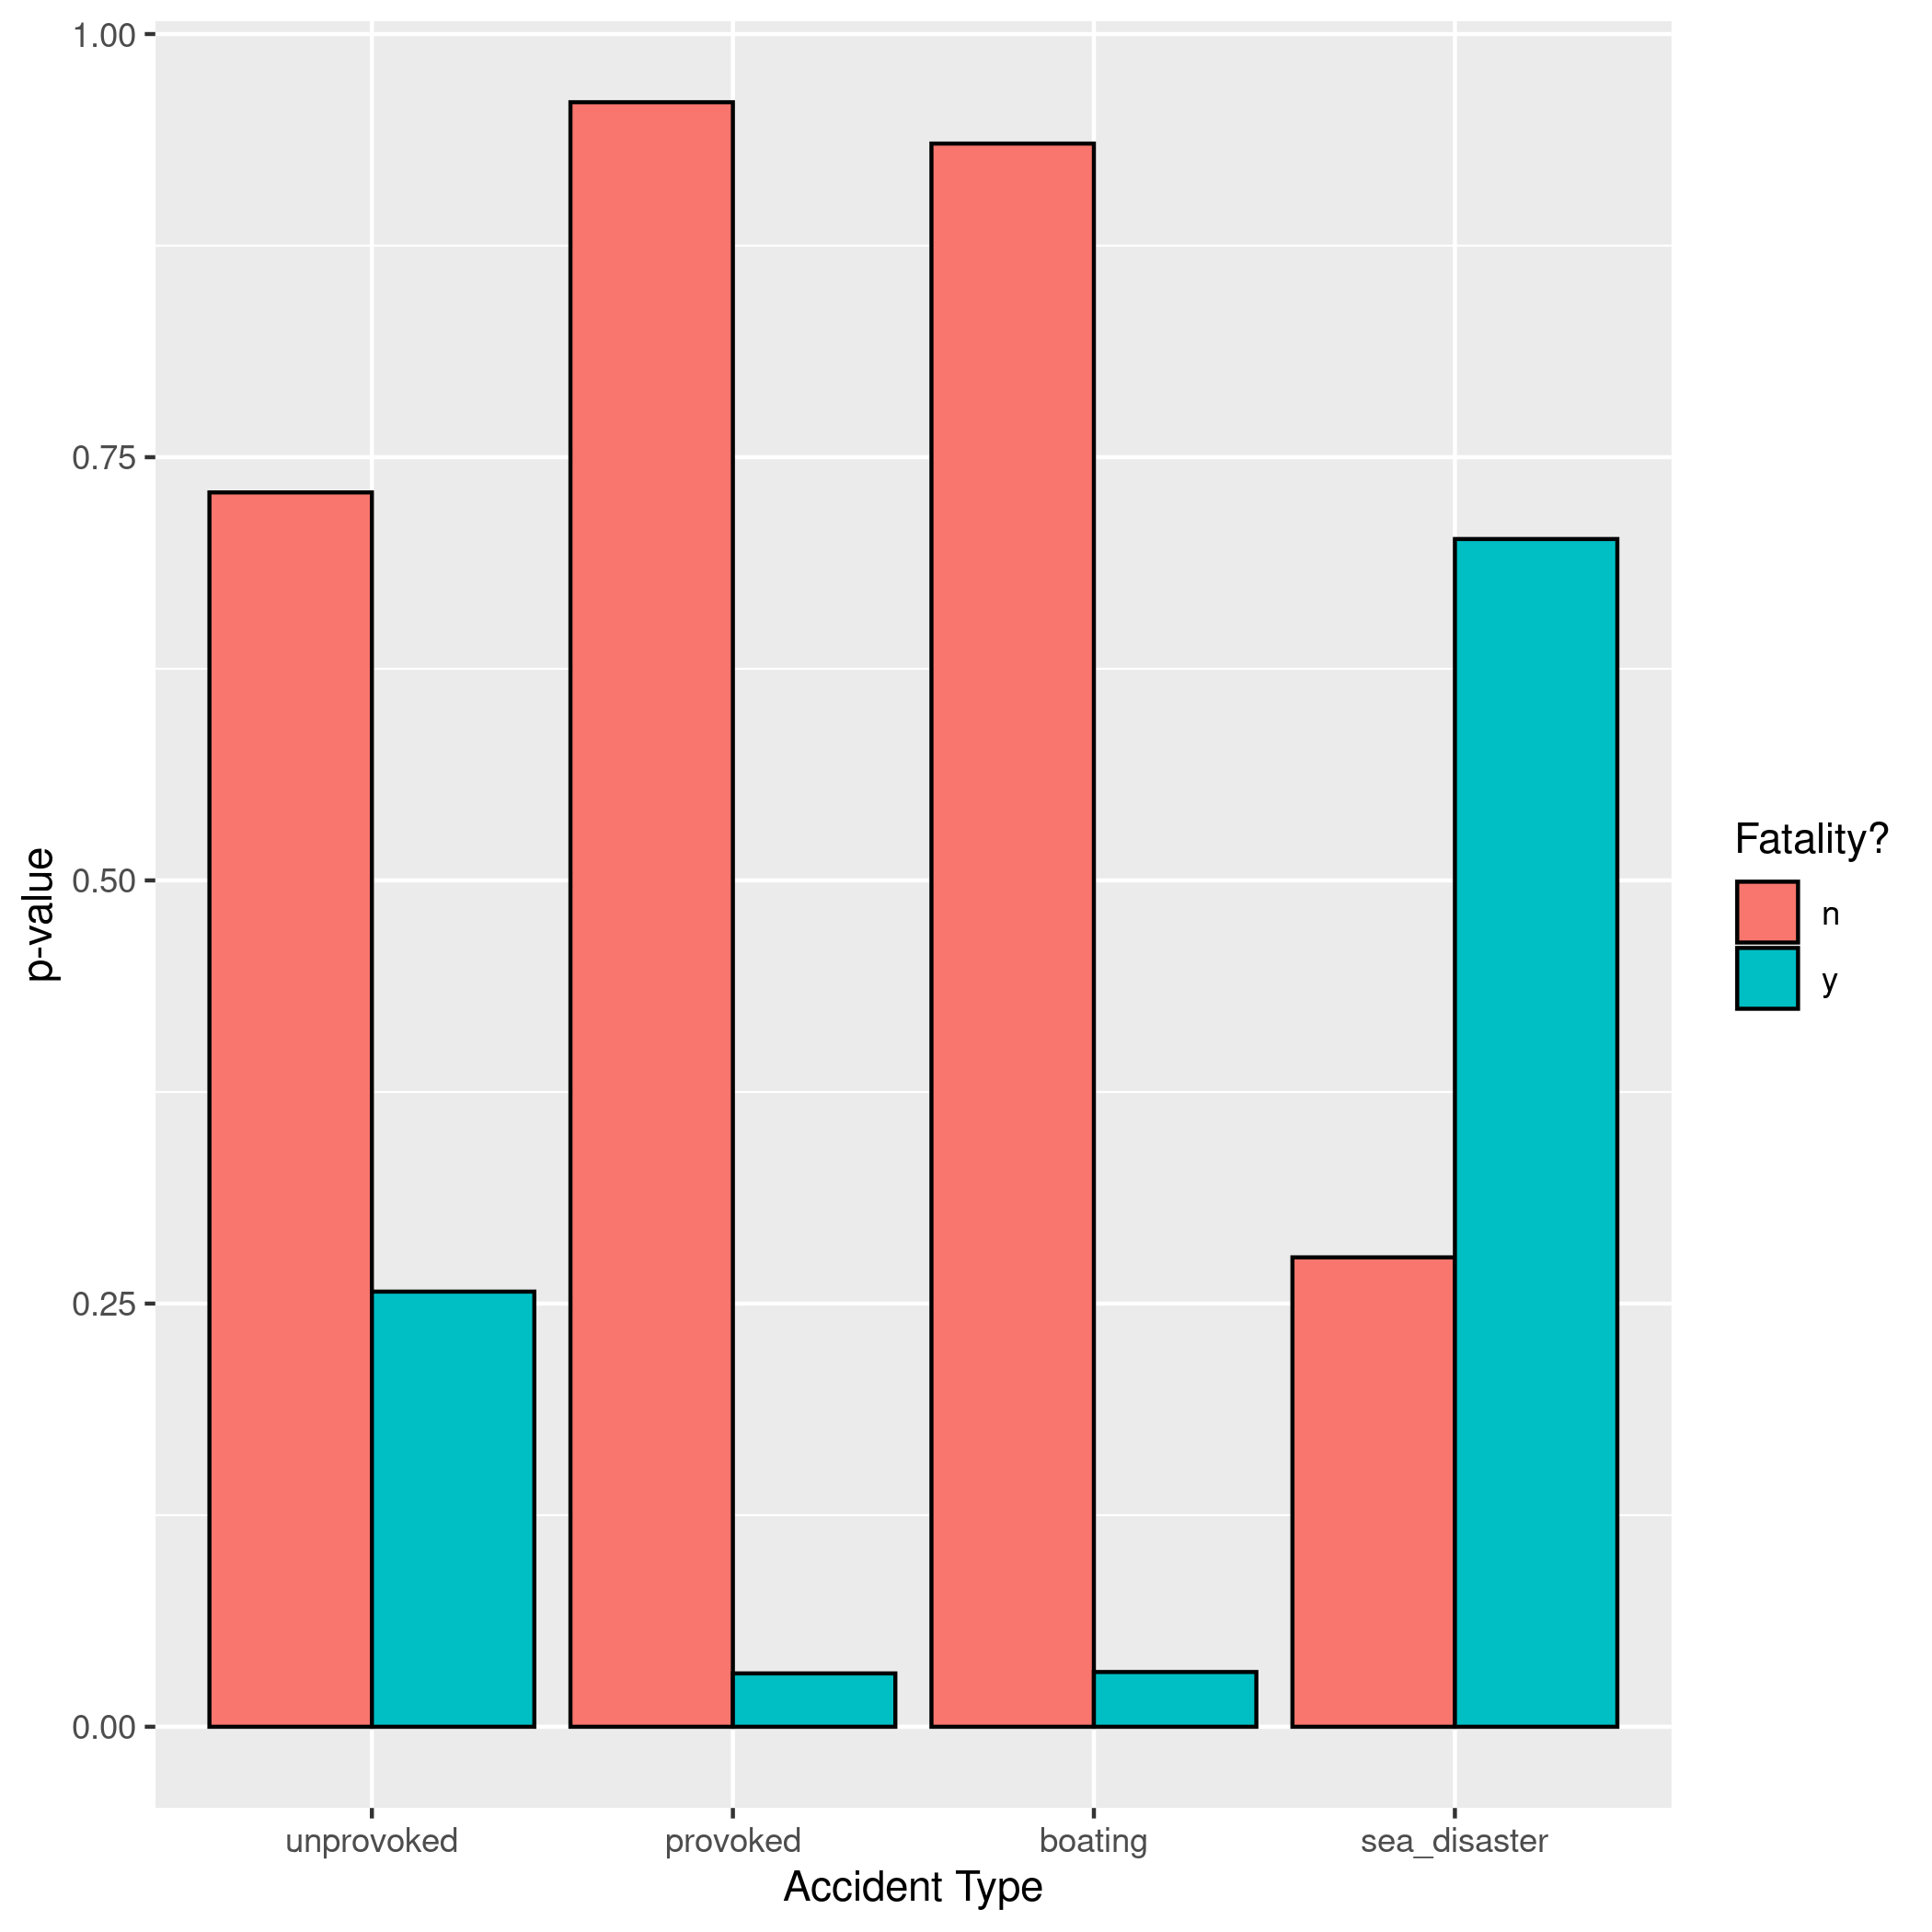 1.00
0.75
0.50
0.25
0.00
p-value
unprovoked provoked boating sea_disaster
Accident Type
Fatality?
n
y